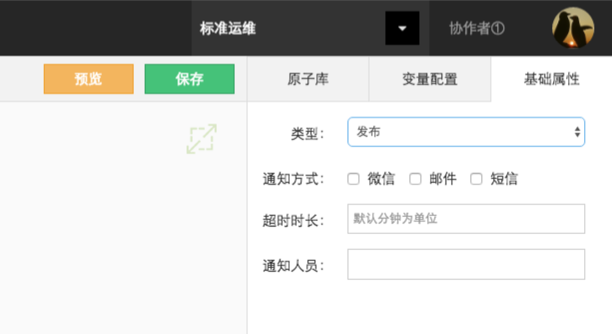 标准运维 协作者①
预览 保存 原子库 变量配置 基础属性
类型： 发布
通知方式： 微信 邮件 短信
超时时长： 默认分钟为单位
通知人员：